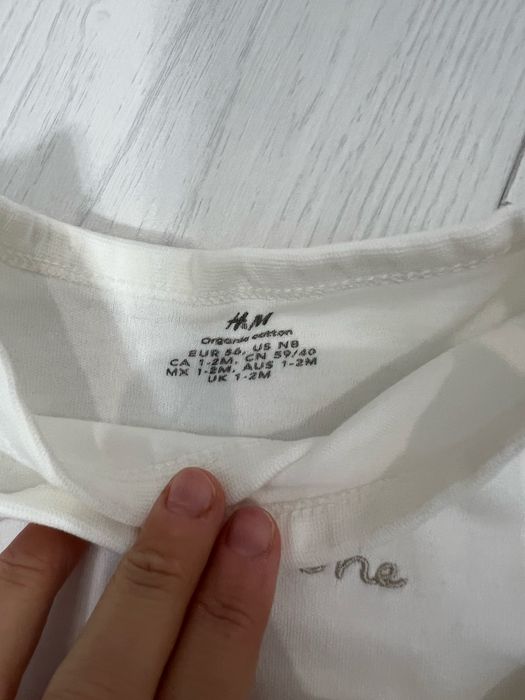 H&M
Organic cotton
EUR 56, US NB
CA 1-2M, CN 59/40
MX 1-2M, AUS 1-2M
UK 1-2M
ne